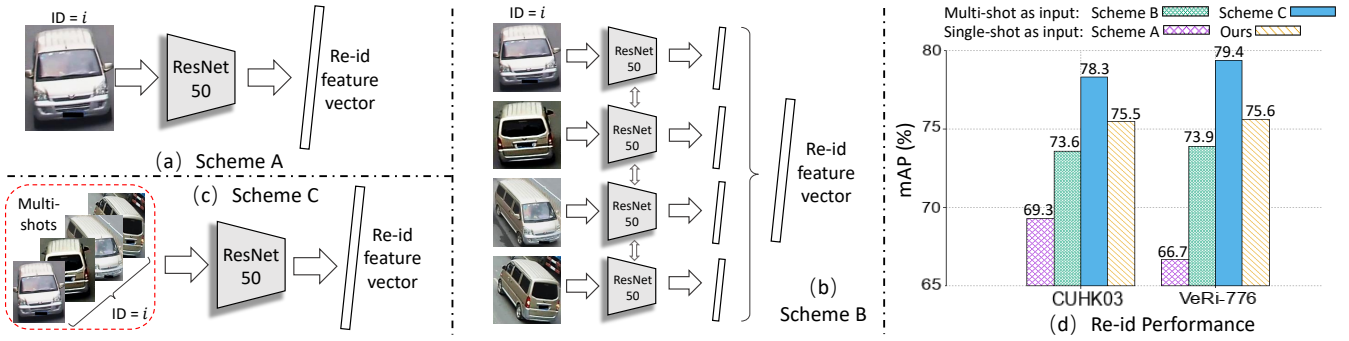 ID = i
ResNet
50
Re-id
feature
vector
(a) Scheme A
(c) Scheme C
Multi-
shots
ID = i
ResNet
50
Re-id
feature
vector
ID = i
ResNet
50
ResNet
50
ResNet
50
ResNet
50
Re-id
feature
vector
(b)
Scheme B
Multi-shot as input: Scheme B Scheme C
Single-shot as input: Scheme A Ours
mAP (%)
80
75
70
65
69.3
73.6
78.3
75.5
66.7
73.9
79.4
75.6
CUHK03 VeRi-776
(d) Re-id Performance